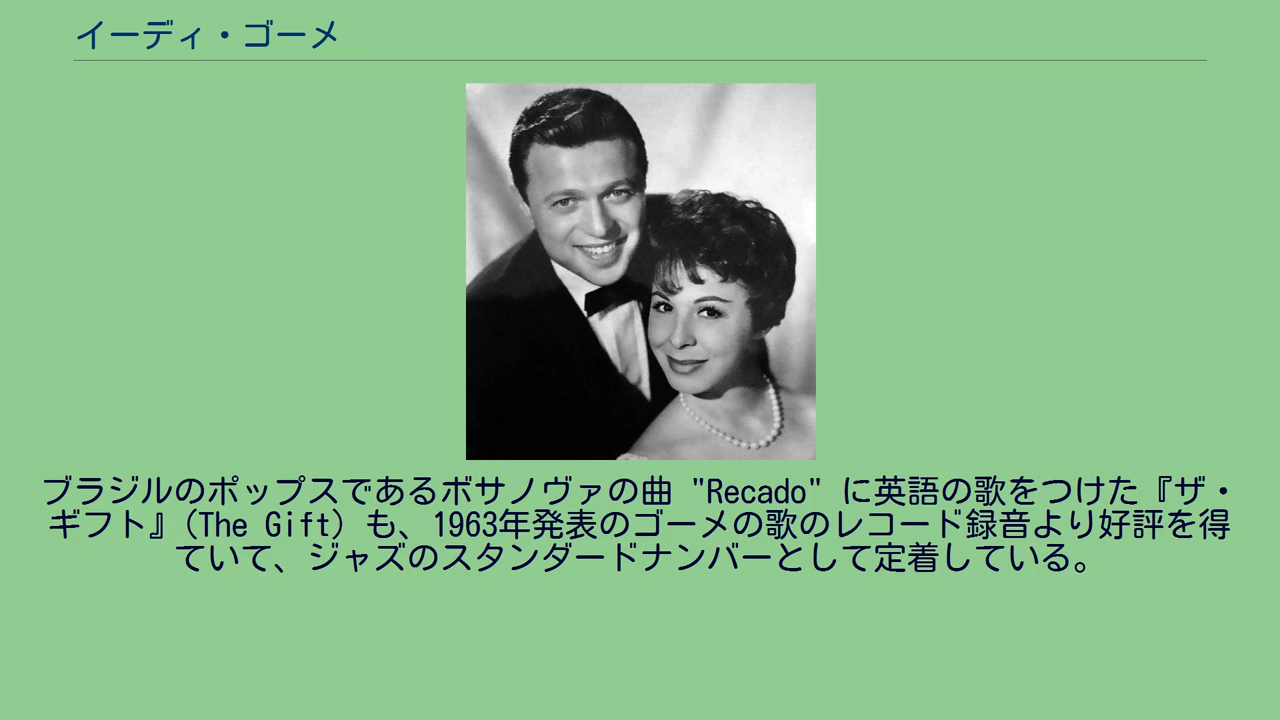 イーディ・ゴーメ
ブラジルのポップスであるボサノヴァの曲 "Recado" に英語の歌をつけた『ザ・
ギフト』(The Gift) も、1963年発表のゴーメの歌のレコード録音より好評を得
ていて、ジャズのスタンダードナンバーとして定着している。